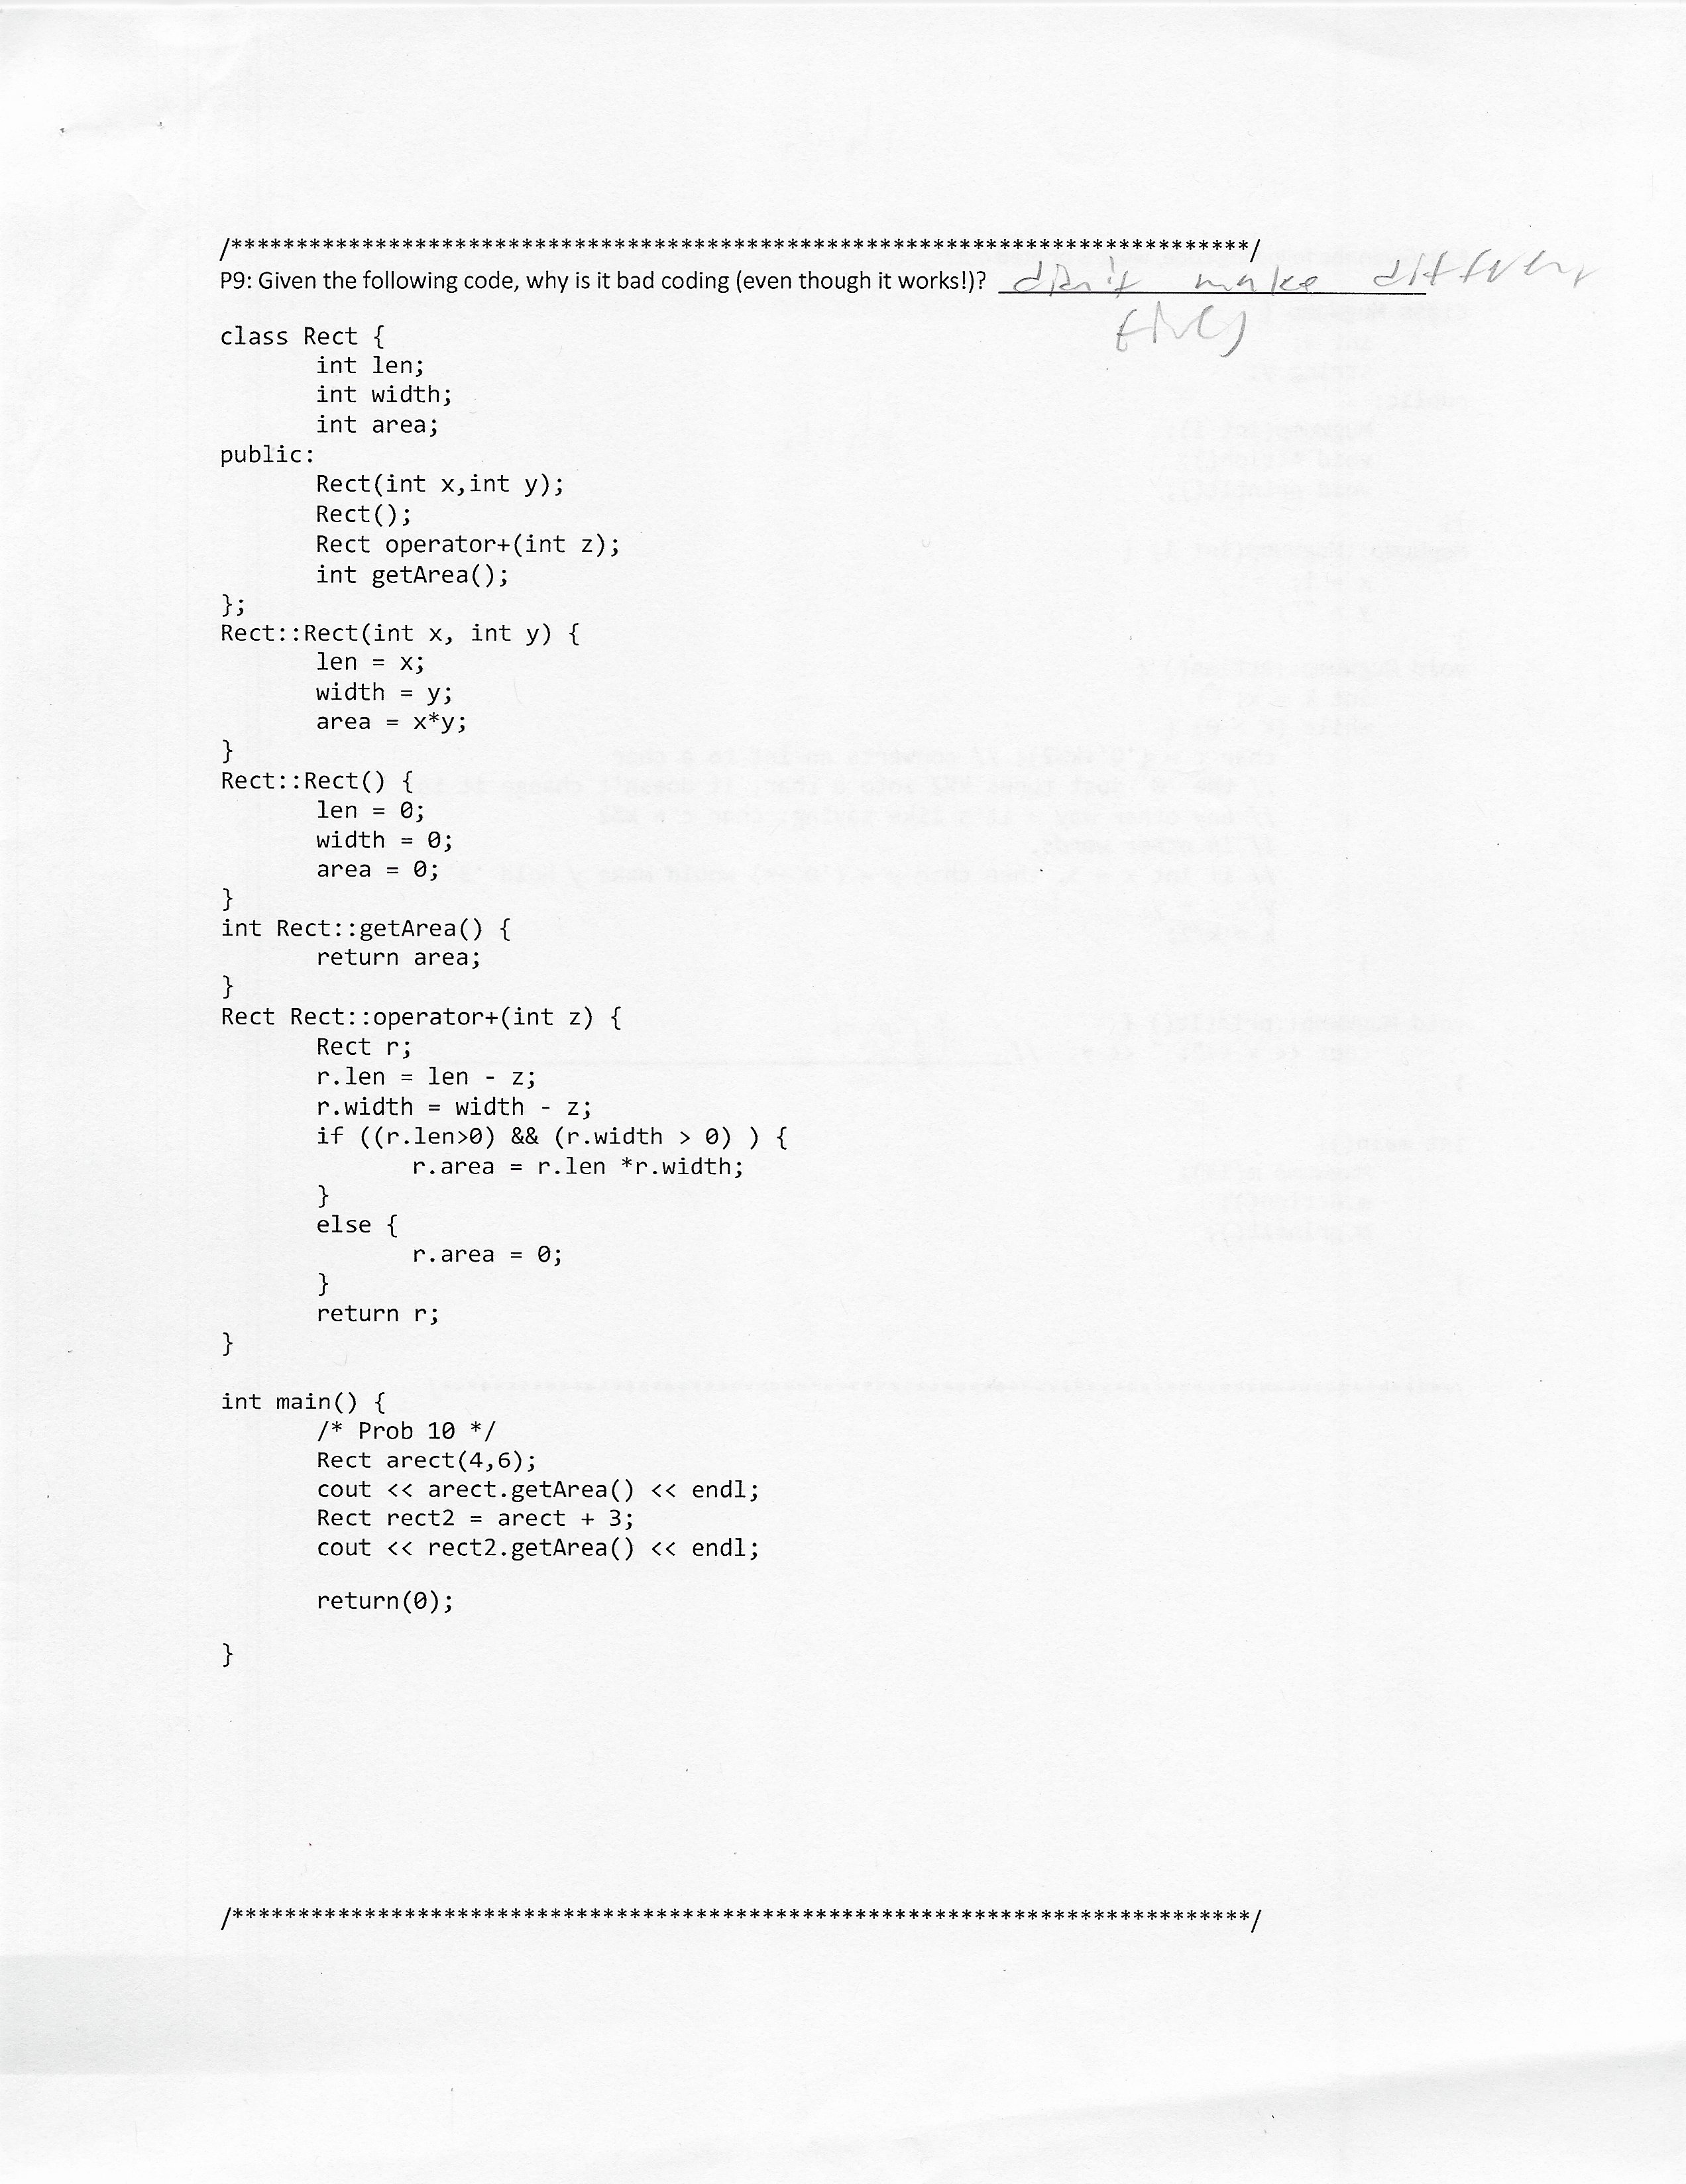 /******************************************************************************/
P9: Given the following code, why is it bad coding (even though it works!)? didn't make different
files
class Rect {
int len;
int width;
int area;
public:
Rect(int x,int y);
Rect();
Rect operator+(int z);
int getArea();
};
Rect::Rect(int x, int y) {
len = x;
width = y;
area = x*y;
}
Rect::Rect() {
len = 0;
width = 0;
area = 0;
}
int Rect::getArea() {
return area;
}
Rect Rect::operator+(int z) {
Rect r;
r.len = len - z;
r.width = width - z;
if ((r.len>0) && (r.width > 0) ) {
r.area = r.len *r.width;
}
else {
r.area = 0;
}
return r;
}
int main() {
/* Prob 10 */
Rect arect(4,6);
cout << arect.getArea() << endl;
Rect rect2 = arect + 3;
cout << rect2.getArea() << endl;
return(0);
}
/******************************************************************************/